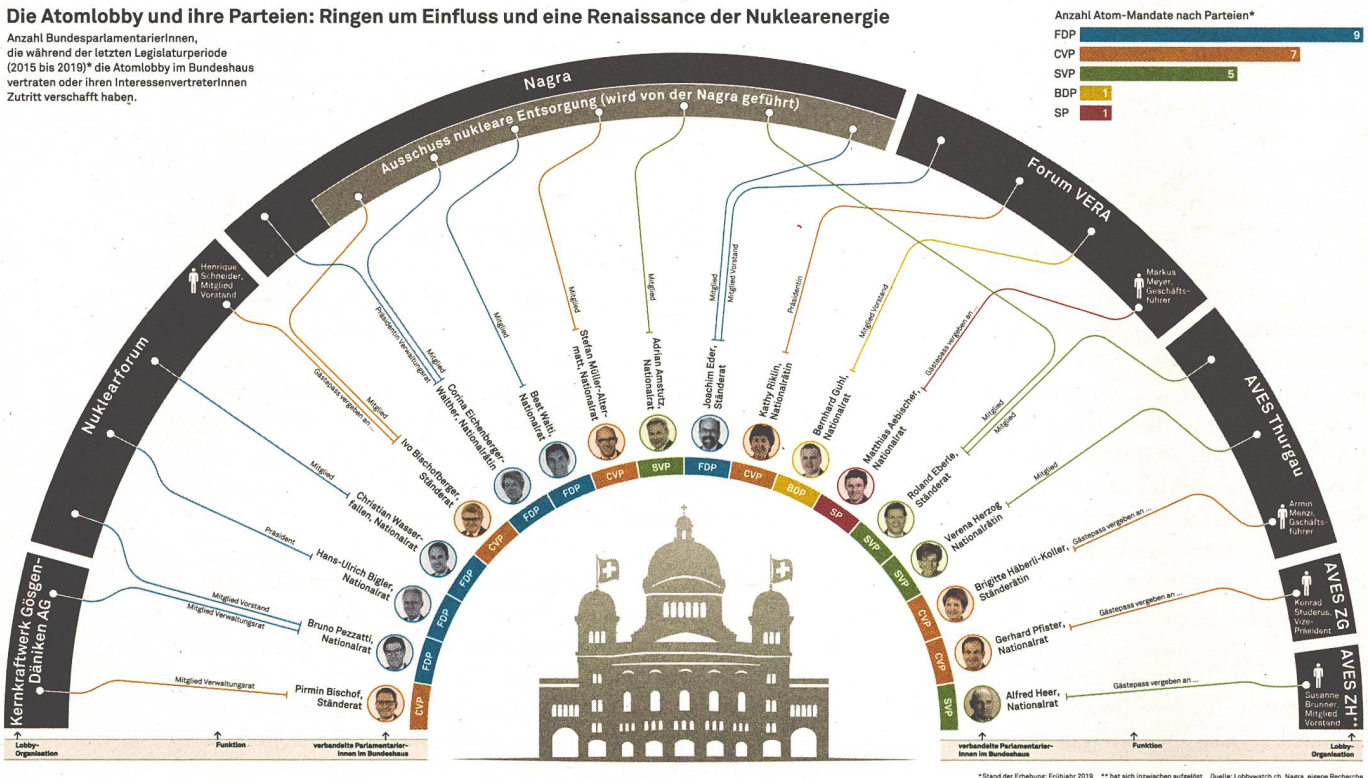 Die Atomlobby und ihre Parteien: Ringen um Einfluss und eine Renaissance der Nuklearenergie
Anzahl BundesparlamentarierInnen,
die während der letzten Legislaturperiode
(2015 bis 2019)* die Atomlobby im Bundeshaus
vertraten oder ihren InteressenvertreterInnen
Zutritt verschafft haben.
Anzahl Atom-Mandate nach Parteien*
FDP 9
CVP 7
SVP 5
BDP 1
SP 1
Kernkraftwerk Gösgen-
Däniken AG
Nuklearforum
Henrique
Schneider,
Mitglied
Vorstand
Nagra
Ausschuss nukleare Entsorgung (wird von der Nagra geführt)
Forum VERA
Markus
Meyer,
Geschäfts-
führer
AVES Thurgau
Armin
Menzi,
Gschäfts-
führer
AVES ZG
Konrad
Studerus,
Vize-
Präsident
AVES ZH**
Susanne
Brunner,
Mitglied
Vorstand
Mitglied Verwaltungsrat
Pirmin Bischof,
Ständerat
CVP
Mitglied Vorstand
Mitglied Verwaltungsrat
Bruno Pezzatti,
Nationalrat
FDP
Präsident
Hans-Ulrich Bigler,
Nationalrat
FDP
Mitglied
Christian Wasser-
fallen, Nationalrat
FDP
Gästepass vergeben an ...
Mitglied
Ivo Bischofberger,
Ständerat
CVP
Präsidentin Verwaltungsrat
Mitglied
Corina Eichenberger-
Walther, Nationalrätin
FDP
Mitglied
Beat Walti,
Nationalrat
FDP
Mitglied
Stefan Müller-Alter-
matt, Nationalrat
CVP
Mitglied
Adrian Amstutz,
Nationalrat
SVP
Mitglied
Mitglied Vorstand
Joachim Eder,
Ständerat
FDP
Präsidentin
Kathy Riklin,
Nationalrätin
CVP
Mitglied Vorstand
Bernhard Guhl,
Nationalrat
BDP
Gästepass vergeben an ...
Matthias Aebischer,
Nationalrat
SP
Mitglied
Mitglied
Roland Eberle,
Ständerat
SVP
Mitglied
Verena Herzog
Nationalrätin
SVP
Gästepass vergeben an ...
Brigitte Häberli-Koller,
Ständerätin
CVP
Gästepass vergeben an ...
Gerhard Pfister,
Nationalrat
CVP
Gästepass vergeben an ...
Alfred Heer,
Nationalrat
SVP
Lobby-
Organisation
Funktion
verbandelte Parlamentarier-
Innen im Bundeshaus
verbandelte Parlamentarier-
Innen im Bundeshaus
Funktion
Lobby-
Organisation
*Stand der Erhebung: Frühjahr 2019 ** hat sich inzwischen aufgelöst Quelle: Lobbywatch.ch, Nagra, eigene Recherche